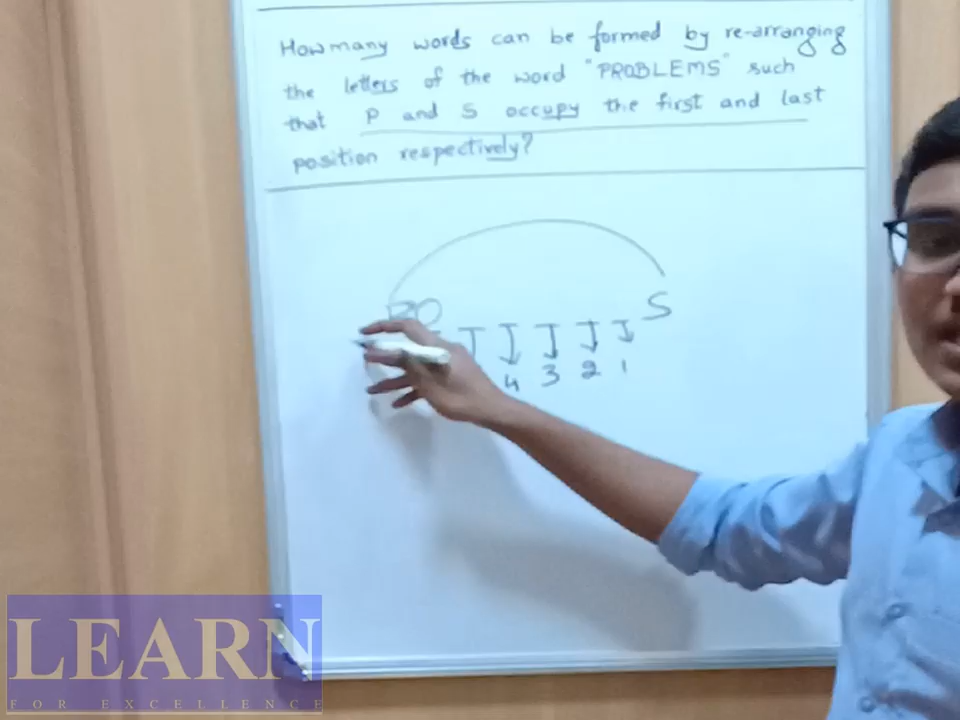 How many words can be formed by re-arranging
the letters of the word "PROBLEMS" such
that P and S occupy the first and last
position respectively?
S
4 3 2 1
LEARN
FOR EXCELLENCE